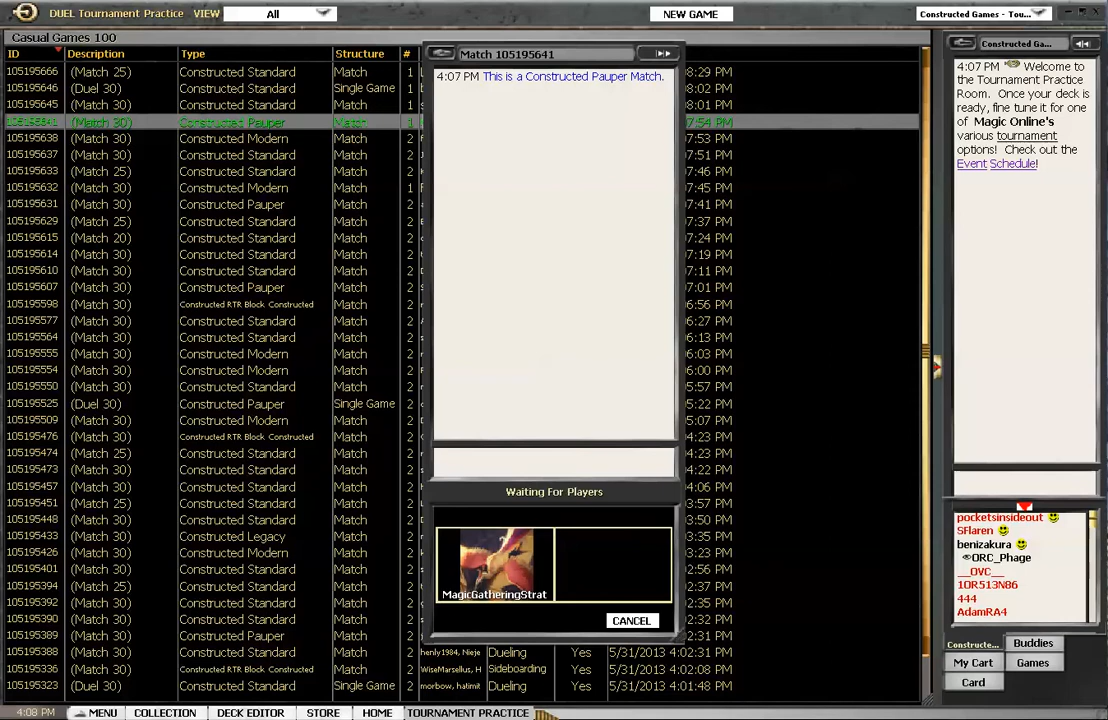 DUEL Tournament Practice VIEW All NEW GAME Constructed Games - Tou...
Casual Games 100
ID Description Type Structure #
105195666 (Match 25) Constructed Standard Match 1 8:29 PM
105195646 (Duel 30) Constructed Standard Single Game 2 08:02 PM
105195645 (Match 30) Constructed Standard Match 1 8:01 PM
105195641 (Match 30) Constructed Pauper Match 1 7:54 PM
105195638 (Match 30) Constructed Modern Match 2 7:53 PM
105195637 (Match 30) Constructed Standard Match 2 7:51 PM
105195633 (Match 25) Constructed Standard Match 2 7:46 PM
105195632 (Match 30) Constructed Modern Match 1 7:45 PM
105195631 (Match 30) Constructed Pauper Match 2 7:41 PM
105195629 (Match 25) Constructed Standard Match 2 7:37 PM
105195615 (Match 20) Constructed Standard Match 2 7:24 PM
105195614 (Match 30) Constructed Standard Match 2 7:19 PM
105195610 (Match 30) Constructed Standard Match 2 07:11 PM
105195607 (Match 30) Constructed Pauper Match 2 7:01 PM
105195598 (Match 30) Constructed RTR Block Constructed Match 2 06:56 PM
105195577 (Match 30) Constructed Standard Match 2 6:27 PM
105195564 (Match 30) Constructed Standard Match 2 6:13 PM
105195555 (Match 30) Constructed Modern Match 2 6:03 PM
105195554 (Match 30) Constructed Modern Match 2 6:00 PM
105195550 (Match 30) Constructed Standard Match 2 5:57 PM
105195525 (Duel 30) Constructed Pauper Single Game 2 05:22 PM
105195509 (Match 30) Constructed Modern Match 2 4:43 PM
105195476 (Match 30) Constructed RTR Block Constructed Match 2 04:23 PM
105195474 (Match 25) Constructed Standard Match 2 4:23 PM
105195473 (Match 30) Constructed Standard Match 2 4:22 PM
105195457 (Match 30) Constructed Standard Match 2 4:06 PM
105195451 (Match 25) Constructed Standard Match 2 3:57 PM
105195448 (Match 30) Constructed Standard Match 2 03:50 PM
105195433 (Match 30) Constructed Legacy Match 2 3:35 PM
105195426 (Match 30) Constructed Modern Match 2 3:23 PM
105195401 (Match 30) Constructed Standard Match 2 02:56 PM
105195394 (Match 25) Constructed Standard Match 2 2:37 PM
105195392 (Match 30) Constructed Standard Match 2 2:35 PM
105195390 (Match 30) Constructed Standard Match 2 02:32 PM
105195389 (Match 30) Constructed Pauper Match 2 02:31 PM
105195388 (Match 30) Constructed Standard Match 2 henly1984, Nieje Dueling Yes 5/31/2013 4:02:31 PM
105195336 (Match 30) Constructed RTR Block Constructed Match 2 WiseMarsellus, H Sideboarding Yes 5/31/2013 4:02:08 PM
105195323 (Duel 30) Constructed Standard Single Game 2 morbow, hatimit Dueling Yes 5/31/2013 4:01:48 PM
Match 105195641
4:07 PM This is a Constructed Pauper Match.
Waiting For Players
MagicGatheringStrat
CANCEL
Constructed Ga...
4:07 PM Welcome to
the Tournament Practice
Room. Once your deck is
ready, fine tune it for one
of Magic Online's
various tournament
options! Check out the
Event Schedule!
pocketsinsideout
SFlaren
benizakura
ORC_Phage
__OVC__
1OR513N86
444
AdamRA4
Constructe... Buddies
My Cart Games
Card
4:08 PM MENU COLLECTION DECK EDITOR STORE HOME TOURNAMENT PRACTICE